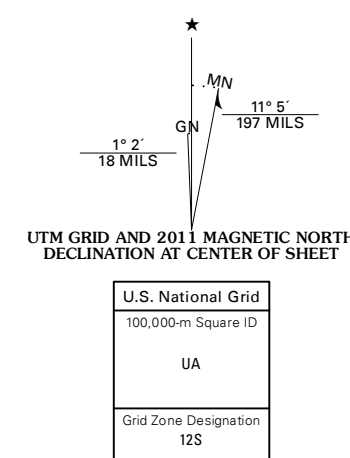 ★
MN
11° 5´
197 MILS
GN
1° 2´
18 MILS
UTM GRID AND 2011 MAGNETIC NORTH
DECLINATION AT CENTER OF SHEET
U.S. National Grid
100,000-m Square ID
UA
Grid Zone Designation
12S